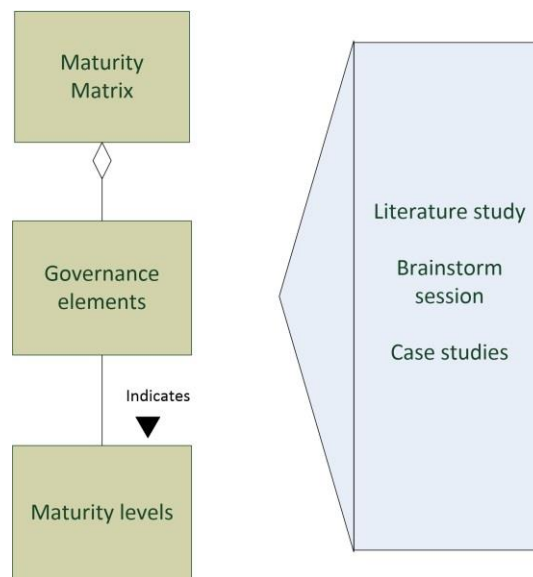 Maturity
Matrix
Governance
elements
Indicates
Maturity levels
Literature study
Brainstorm
session
Case studies